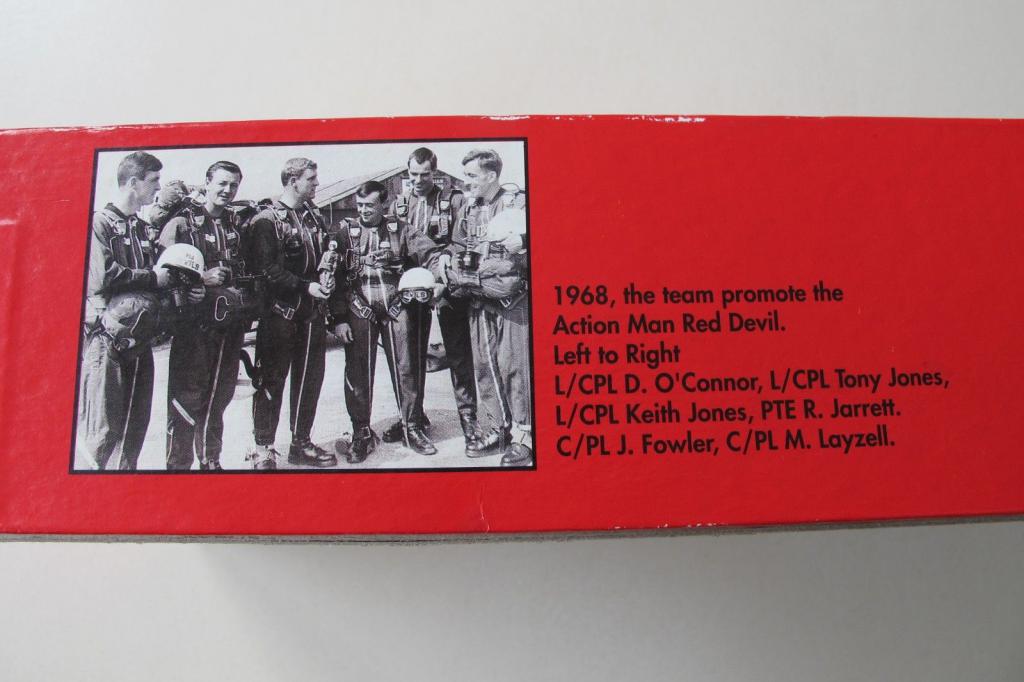 1968, the team promote the
Action Man Red Devil.
Left to Right
L/CPL D. O'Connor, L/CPL Tony Jones,
L/CPL Keith Jones, PTE R. Jarrett.
C/PL J. Fowler, C/PL M. Layzell.